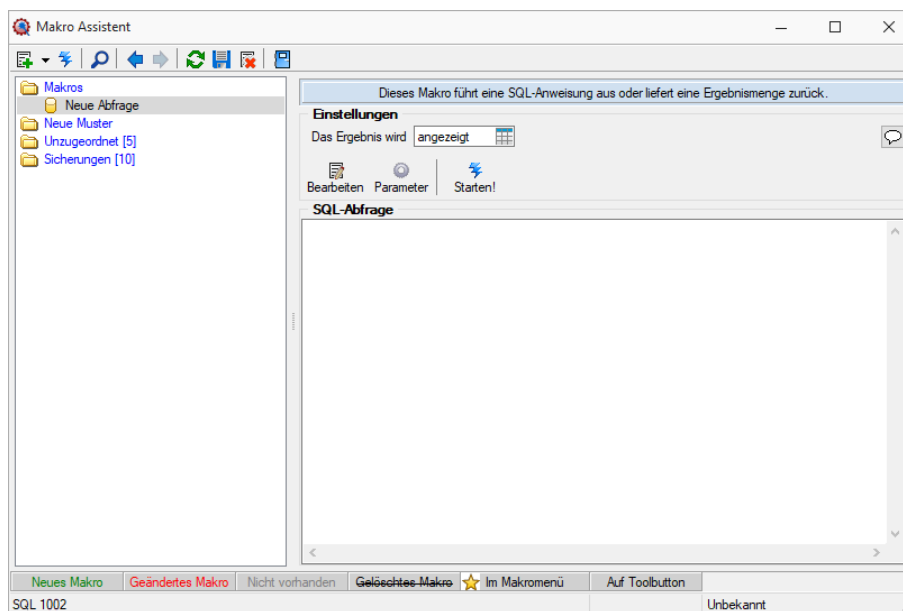 Makro Assistent
Makros
Neue Abfrage
Neue Muster
Unzugeordnet [5]
Sicherungen [10]
Dieses Makro führt eine SQL-Anweisung aus oder liefert eine Ergebnismenge zurück.
Einstellungen
Das Ergebnis wird angezeigt
Bearbeiten Parameter Starten!
SQL-Abfrage
Neues Makro Geändertes Makro Nicht vorhanden Gelöschtes Makro Im Makromenü Auf Toolbutton
SQL 1002 Unbekannt